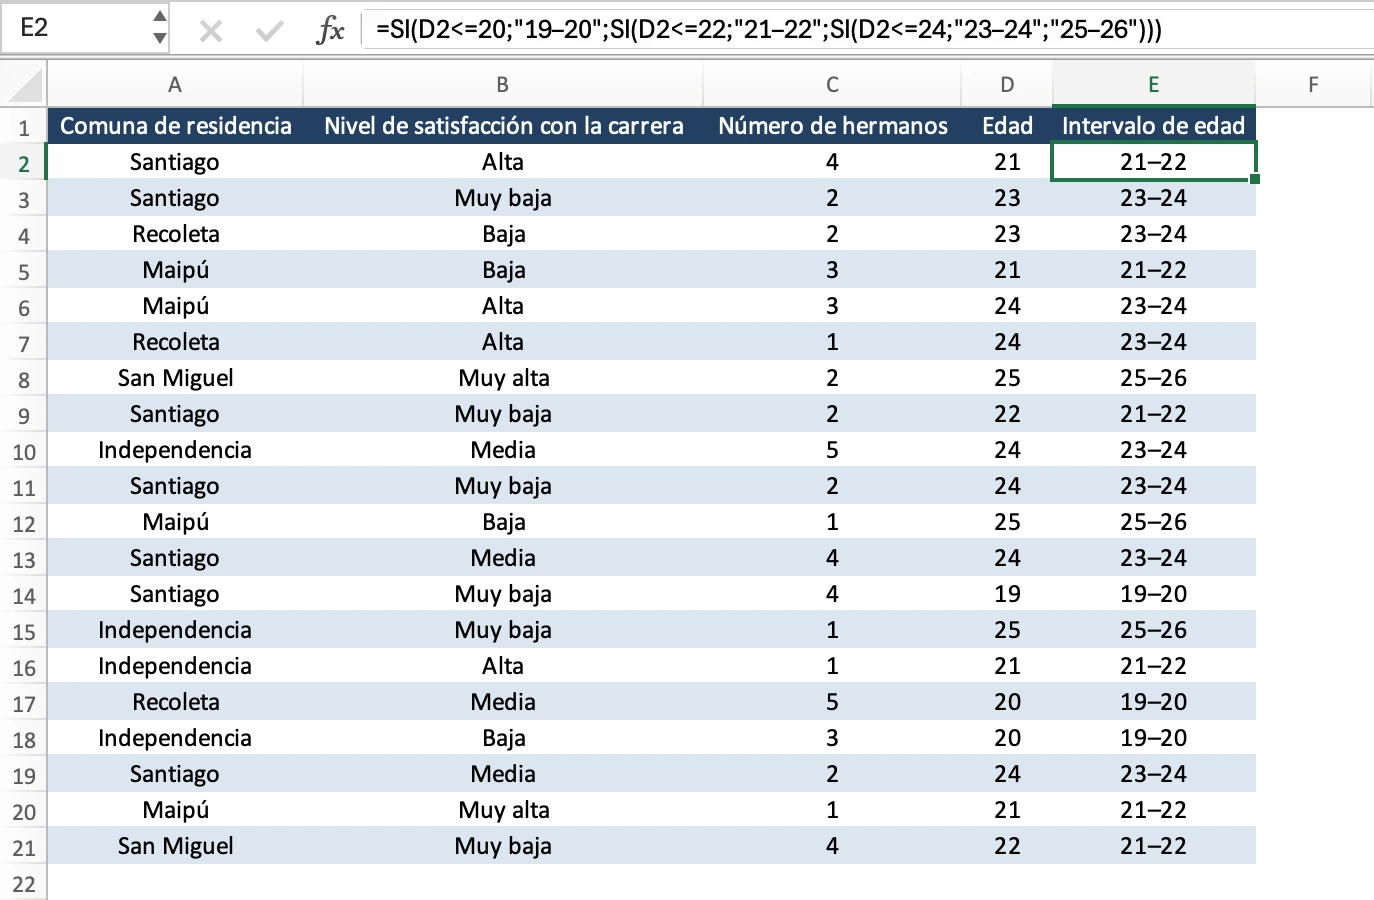 E2 fx =SI(D2<=20;"19–20";SI(D2<=22;"21–22";SI(D2<=24;"23–24";"25–26")))
A B C D E F
1 Comuna de residencia Nivel de satisfacción con la carrera Número de hermanos Edad Intervalo de edad
2 Santiago Alta 4 21 21–22
3 Santiago Muy baja 2 23 23–24
4 Recoleta Baja 2 23 23–24
5 Maipú Baja 3 21 21–22
6 Maipú Alta 3 24 23–24
7 Recoleta Alta 1 24 23–24
8 San Miguel Muy alta 2 25 25–26
9 Santiago Muy baja 2 22 21–22
10 Independencia Media 5 24 23–24
11 Santiago Muy baja 2 24 23–24
12 Maipú Baja 1 25 25–26
13 Santiago Media 4 24 23–24
14 Santiago Muy baja 4 19 19–20
15 Independencia Muy baja 1 25 25–26
16 Independencia Alta 1 21 21–22
17 Recoleta Media 5 20 19–20
18 Independencia Baja 3 20 19–20
19 Santiago Media 2 24 23–24
20 Maipú Muy alta 1 21 21–22
21 San Miguel Muy baja 4 22 21–22
22